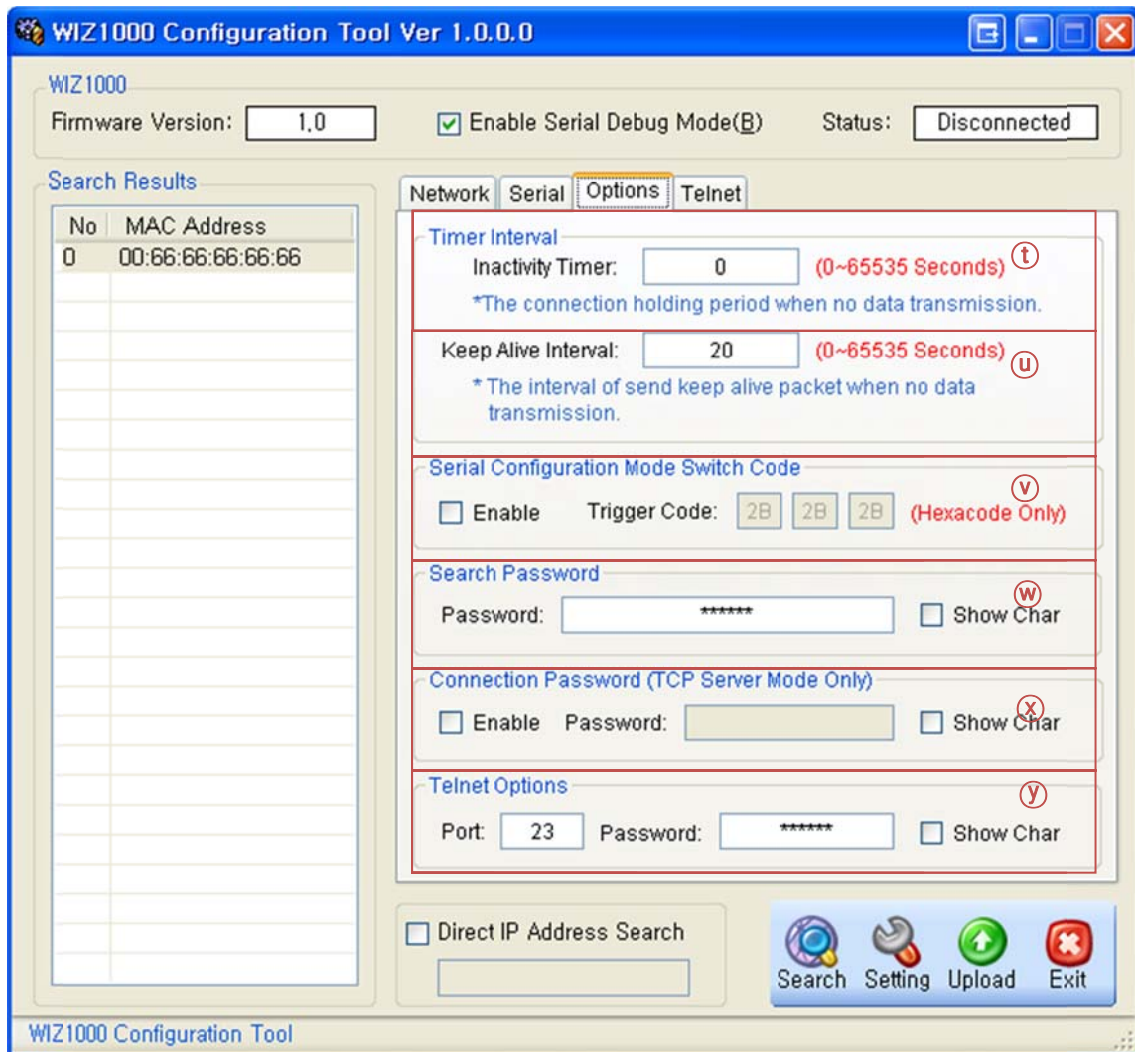 WIZ1000 Configuration Tool Ver 1.0.0.0
WIZ1000
Firmware Version: 1.0
Enable Serial Debug Mode(B)
Status: Disconnected
Search Results
No MAC Address
0 00:66:66:66:66:66
Network Serial Options Telnet
Timer Interval
Inactivity Timer: 0 (0~65535 Seconds) ⓣ
*The connection holding period when no data transmission.
Keep Alive Interval: 20 (0~65535 Seconds) ⓤ
* The interval of send keep alive packet when no data
transmission.
Serial Configuration Mode Switch Code
Enable Trigger Code: 2B 2B 2B (Hexacode Only) ⓥ
Search Password
Password: ****** Show Char ⓦ
Connection Password (TCP Server Mode Only)
Enable Password: Show Char ⓧ
Telnet Options
Port: 23 Password: ****** Show Char ⓨ
Direct IP Address Search
Search Setting Upload Exit
WIZ1000 Configuration Tool